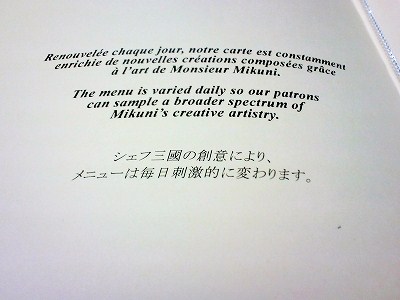 Renouvelée chaque jour, notre carte est constamment
enrichie de nouvelles créations composées grâce
à l'art de Monsieur Mikuni.
The menu is varied daily so our patrons
can sample a broader spectrum of
Mikuni's creative artistry.
シェフ三國の創意により、
メニューは毎日刺激的に変わります。